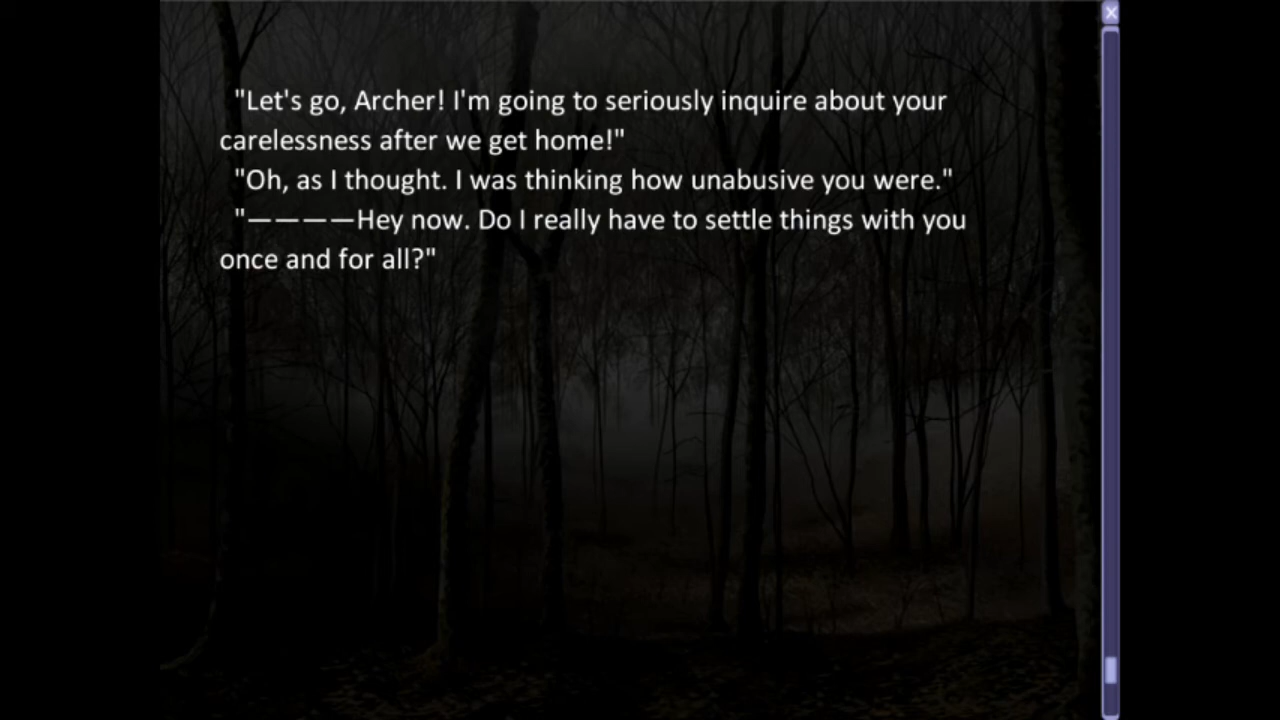 "Let's go, Archer! I'm going to seriously inquire about your
carelessness after we get home!"
"Oh, as I thought. I was thinking how unabusive you were."
"————Hey now. Do I really have to settle things with you
once and for all?"